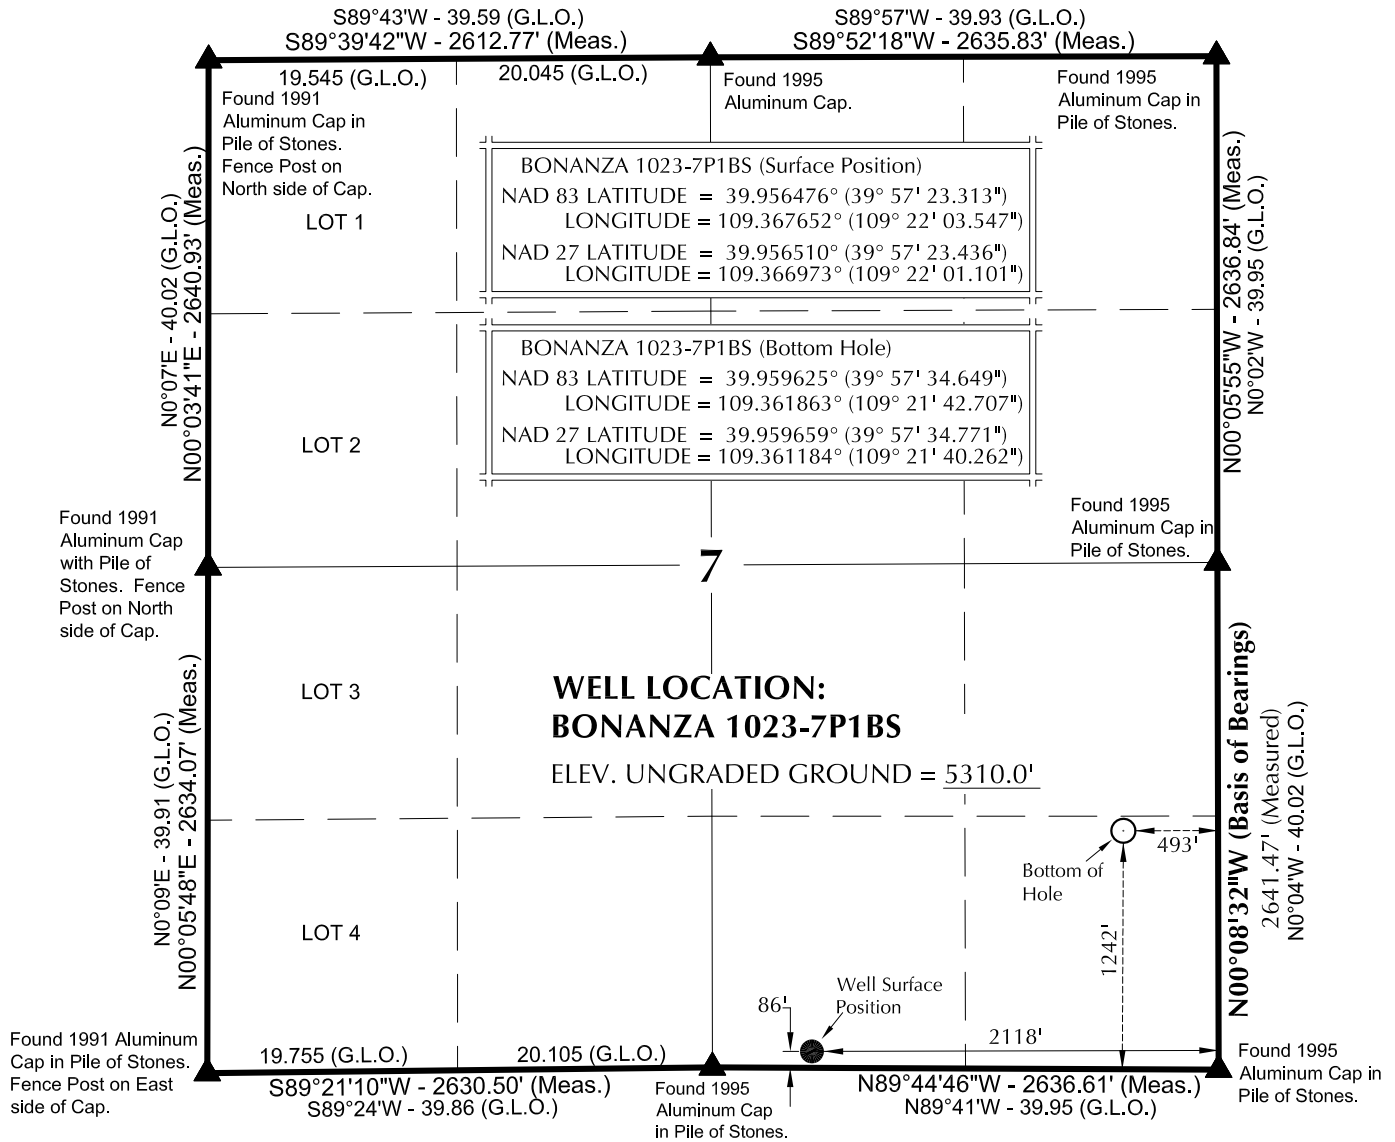 S89°43'W - 39.59 (G.L.O.)
S89°39'42"W - 2612.77' (Meas.)
S89°57'W - 39.93 (G.L.O.)
S89°52'18"W - 2635.83' (Meas.)
19.545 (G.L.O.)
20.045 (G.L.O.)
Found 1991
Aluminum Cap in
Pile of Stones.
Fence Post on
North side of Cap.
Found 1995
Aluminum Cap.
Found 1995
Aluminum Cap in
Pile of Stones.
BONANZA 1023-7P1BS (Surface Position)
NAD 83 LATITUDE = 39.956476° (39° 57' 23.313")
LONGITUDE = 109.367652° (109° 22' 03.547")
NAD 27 LATITUDE = 39.956510° (39° 57' 23.436")
LONGITUDE = 109.366973° (109° 22' 01.101")
LOT 1
N0°07'E - 40.02 (G.L.O.)
N00°03'41"E - 2640.93' (Meas.)
N00°05'55"W - 2636.84' (Meas.)
N0°02'W - 39.95 (G.L.O.)
BONANZA 1023-7P1BS (Bottom Hole)
NAD 83 LATITUDE = 39.959625° (39° 57' 34.649")
LONGITUDE = 109.361863° (109° 21' 42.707")
NAD 27 LATITUDE = 39.959659° (39° 57' 34.771")
LONGITUDE = 109.361184° (109° 21' 40.262")
LOT 2
Found 1991
Aluminum Cap
with Pile of
Stones. Fence
Post on North
side of Cap.
Found 1995
Aluminum Cap in
Pile of Stones.
7
LOT 3
WELL LOCATION:
BONANZA 1023-7P1BS
ELEV. UNGRADED GROUND = 5310.0'
N0°09'E - 39.91 (G.L.O.)
N00°05'48"E - 2634.07' (Meas.)
N00°08'32"W (Basis of Bearings)
2641.47' (Measured)
N0°04'W - 40.02 (G.L.O.)
493'
Bottom of
Hole
1242'
LOT 4
Well Surface
Position
86'
2118'
Found 1991 Aluminum
Cap in Pile of Stones.
Fence Post on East
side of Cap.
19.755 (G.L.O.)
20.105 (G.L.O.)
S89°21'10"W - 2630.50' (Meas.)
S89°24'W - 39.86 (G.L.O.)
Found 1995
Aluminum Cap
in Pile of Stones.
N89°44'46"W - 2636.61' (Meas.)
N89°41'W - 39.95 (G.L.O.)
Found 1995
Aluminum Cap in
Pile of Stones.